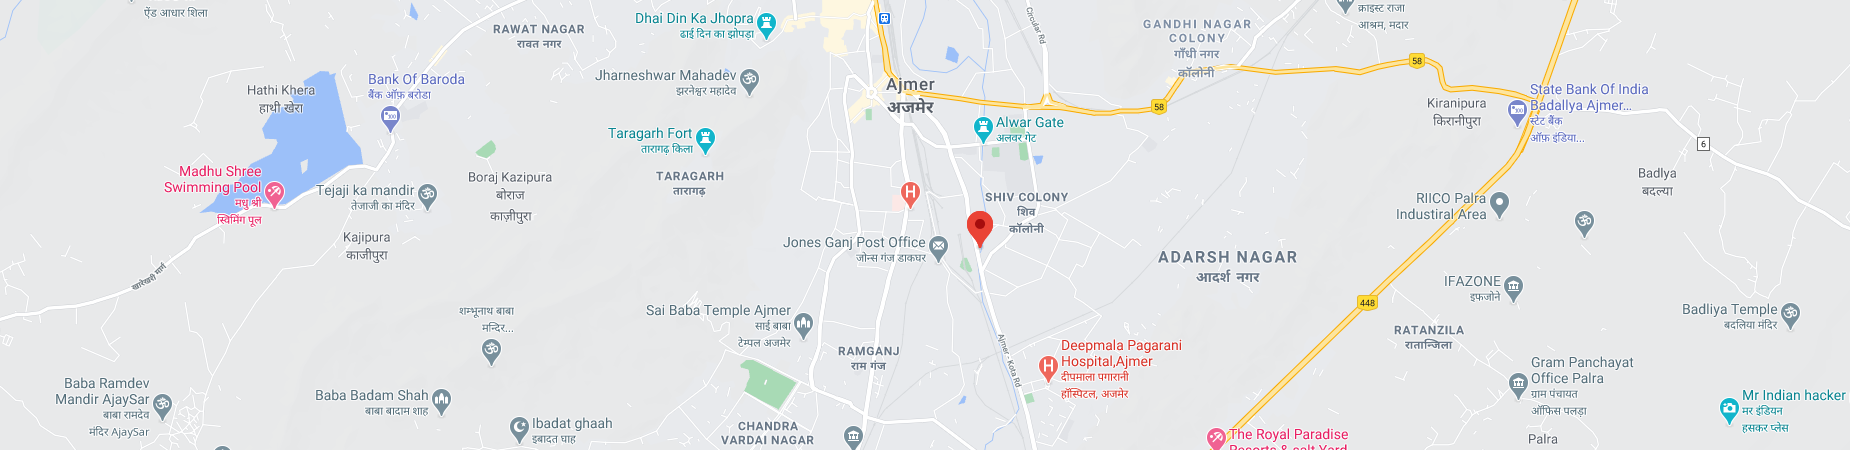 ऐंड आधार शिला
RAWAT NAGAR
रावत नगर
Dhai Din Ka Jhopra
ढाई दिन का झोपड़ा
Circular Rd
GANDHI NAGAR
COLONY
गाँधी नगर
कॉलोनी
क्राइस्ट राजा
आश्रम, मदार
58
Hathi Khera
हाथी खेरा
Bank Of Baroda
बैंक ऑफ़ बरोडा
Jharneshwar Mahadev
झरनेश्वर महादेव
Ajmer
अजमेर
58
Kiranipura
किरानीपुरा
State Bank Of India
Badallya Ajmer...
स्टेट बैंक
ऑफ़ इंडिया...
Taragarh Fort
तारागढ़ किला
Alwar Gate
अलवर गेट
6
Madhu Shree
Swimming Pool
मधु श्री
स्विमिंग पूल
Tejaji ka mandir
तेजाजी का मंदिर
Boraj Kazipura
बोराज
काज़ीपुरा
TARAGARH
तारागढ़
H
SHIV COLONY
शिव
कॉलोनी
RIICO Palra
Industiral Area
Badlya
बदल्या
Kajipura
काजीपुरा
Jones Ganj Post Office
जोन्स गंज डाकघर
ADARSH NAGAR
आदर्श नगर
खारेखड़ी मार्ग
IFAZONE
इफजोने
448
शम्भूनाथ बाबा
मन्दिर...
Sai Baba Temple Ajmer
साई बाबा
टेम्पल अजमेर
RATANZILA
रातान्जिला
Badliya Temple
बदलिया मंदिर
RAMGANJ
राम गंज
Ajmer - Kota Rd
Deepmala Pagarani
Hospital,Ajmer
दीपमाला पगारानी
हॉस्पिटल, अजमेर
H
Gram Panchayat
Office Palra
ग्राम पंचायत
ऑफिस पलड़ा
Baba Ramdev
Mandir AjaySar
बाबा रामदेव
मंदिर AjaySar
Baba Badam Shah
बाबा बादाम शाह
Ibadat ghaah
इबादत घाह
CHANDRA
VARDAI NAGAR
The Royal Paradise
Resorts & salt Yard
Palra
Mr Indian hacker
मर इंडियन
हसकर प्लेस